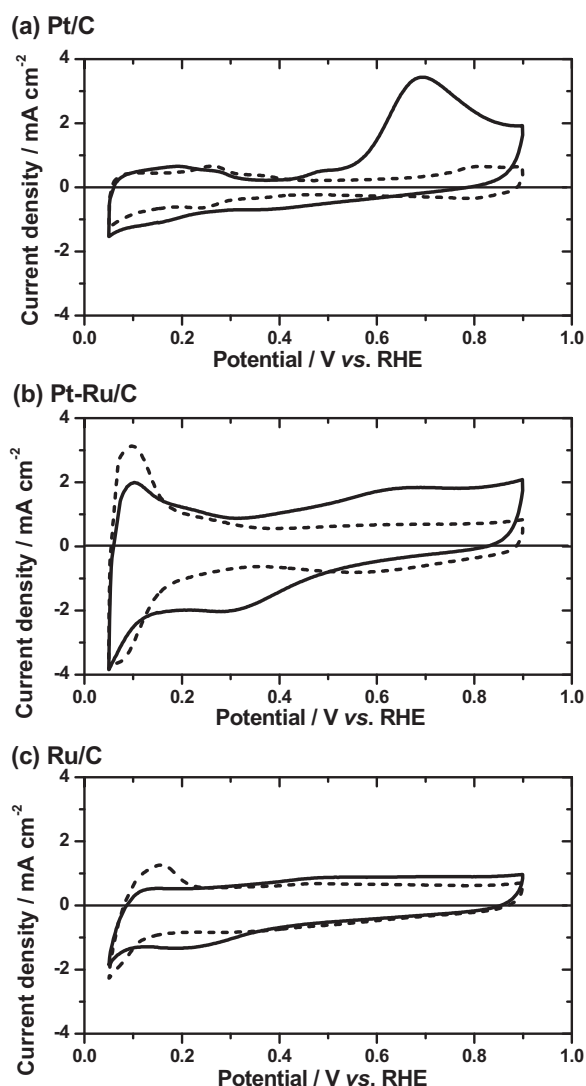 (a) Pt/C
4
2
0
-2
-4
Current density / mA cm⁻²
0.0 0.2 0.4 0.6 0.8 1.0
Potential / V vs. RHE
(b) Pt-Ru/C
4
2
0
-2
-4
Current density / mA cm⁻²
0.0 0.2 0.4 0.6 0.8 1.0
Potential / V vs. RHE
(c) Ru/C
4
2
0
-2
-4
Current density / mA cm⁻²
0.0 0.2 0.4 0.6 0.8 1.0
Potential / V vs. RHE